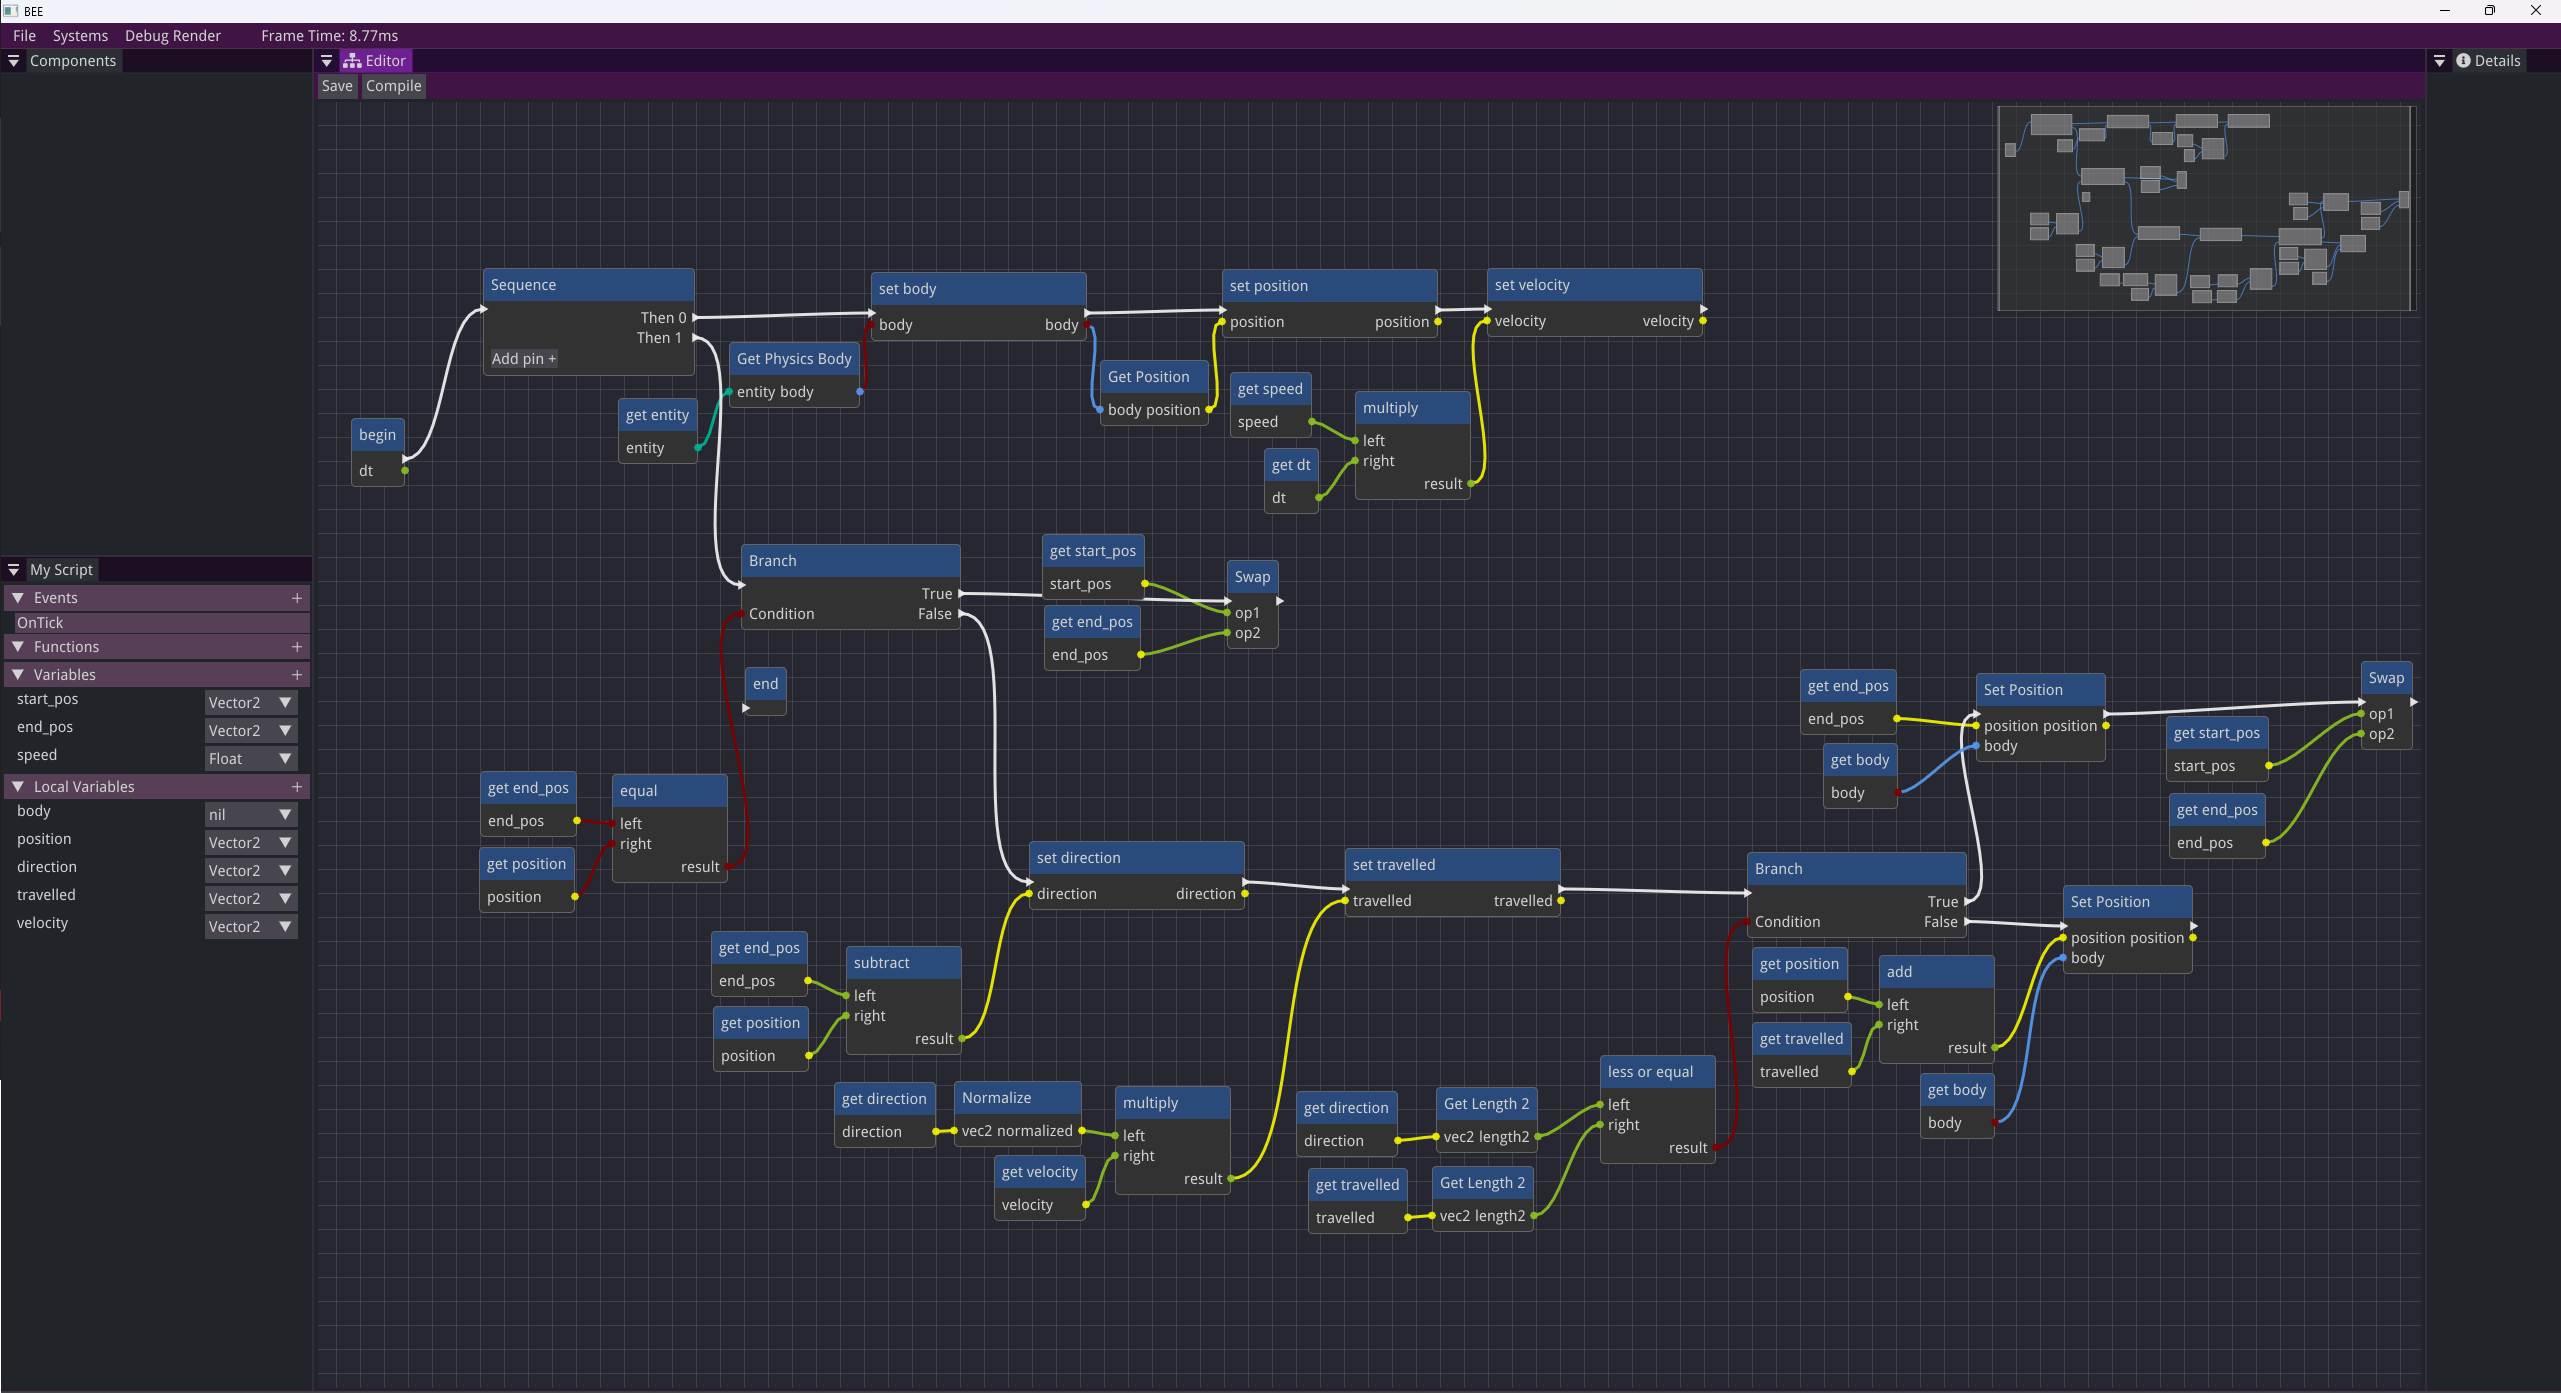 BEE
File Systems Debug Render Frame Time: 8.77ms
Components
Editor
Details
Save Compile
Sequence
Then 0
Then 1
Add pin +
set body
body body
set position
position position
set velocity
velocity velocity
Get Physics Body
entity body
Get Position
body position
get speed
speed
multiply
left
right
result
get entity
entity
begin
dt
get dt
dt
Branch
True
Condition False
get start_pos
start_pos
Swap
op1
op2
get end_pos
end_pos
end
My Script
Events +
OnTick
Functions +
Variables +
start_pos Vector2
end_pos Vector2
speed Float
Local Variables +
body nil
position Vector2
direction Vector2
travelled Vector2
velocity Vector2
get end_pos
end_pos
equal
left
right
result
get position
position
get end_pos
end_pos
Set Position
position position
body
get body
body
Swap
op1
op2
get start_pos
start_pos
get end_pos
end_pos
set direction
direction direction
set travelled
travelled travelled
Branch
True
Condition False
Set Position
position position
body
get end_pos
end_pos
subtract
left
right
result
get position
position
get position
position
add
left
right
result
get travelled
travelled
get body
body
get direction
direction
Normalize
vec2 normalized
multiply
left
right
result
get velocity
velocity
get direction
direction
Get Length 2
vec2 length2
less or equal
left
right
result
get travelled
travelled
Get Length 2
vec2 length2